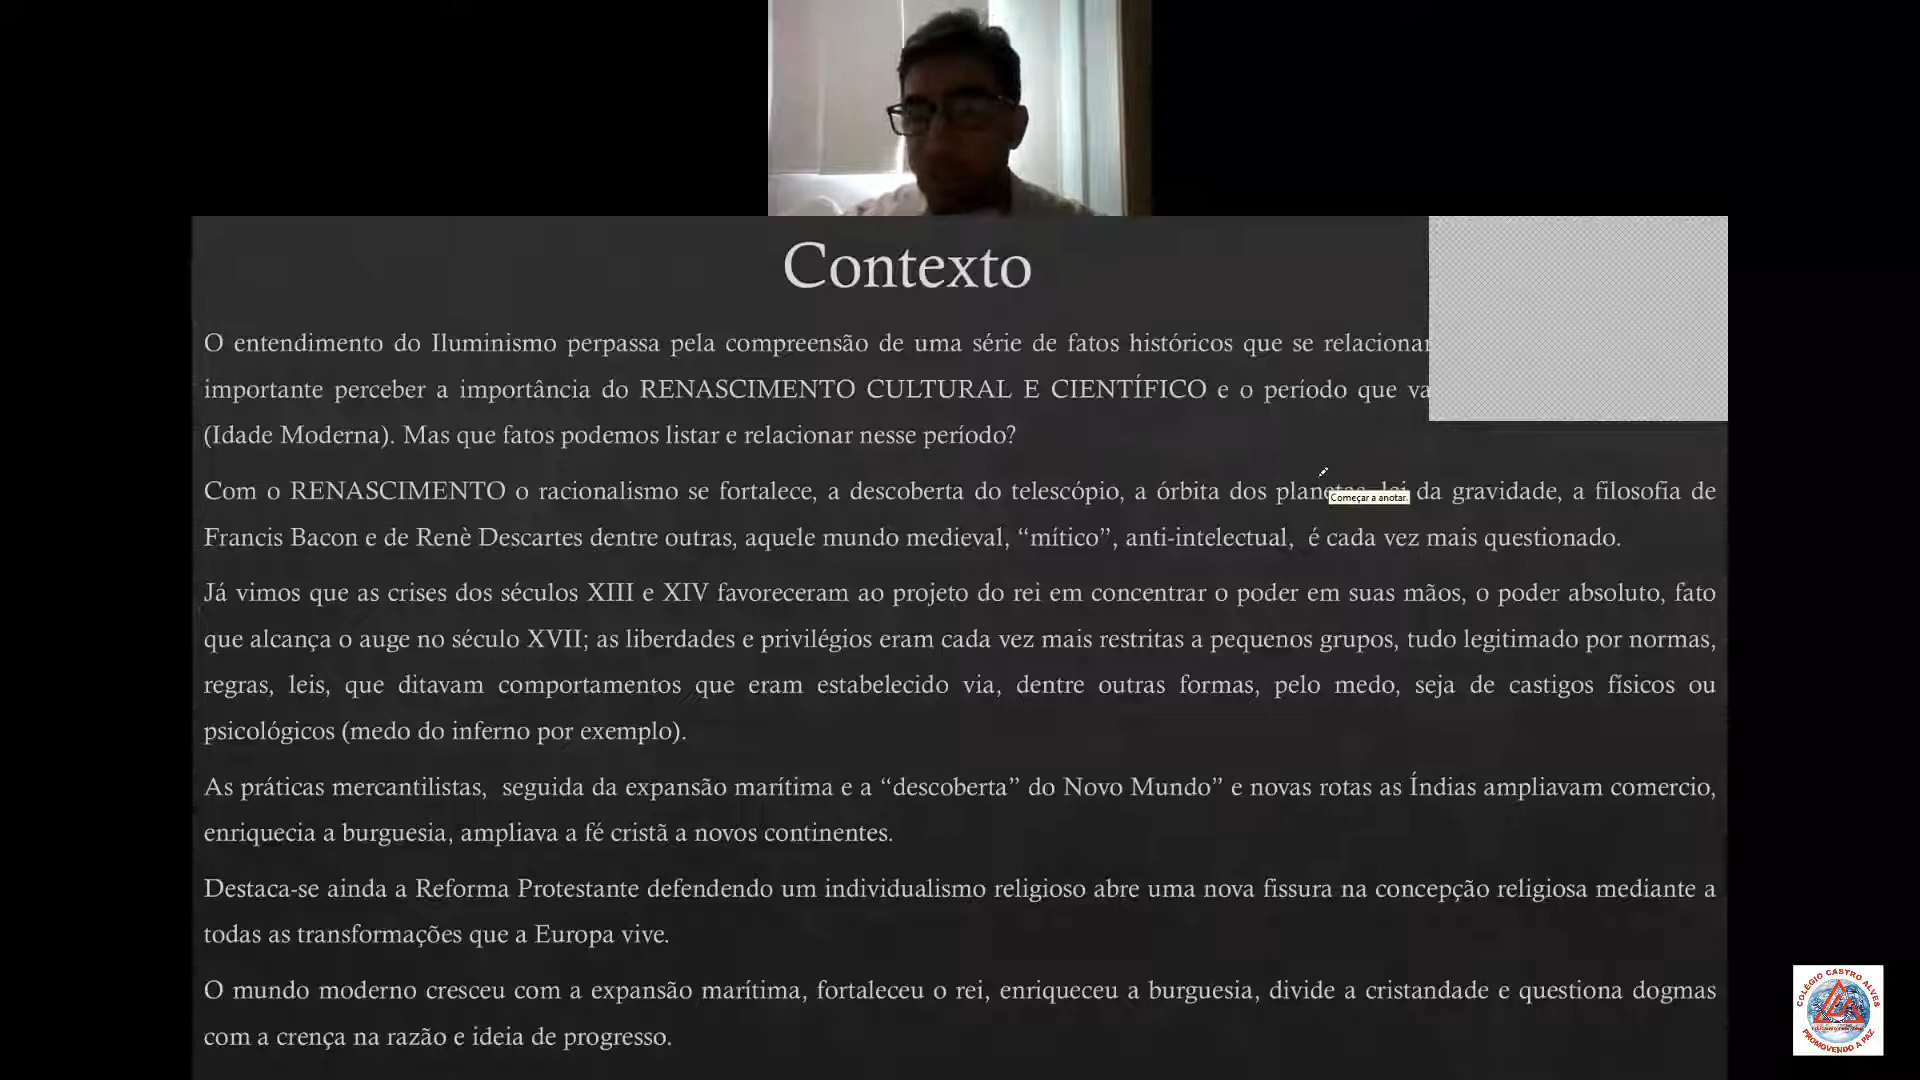 Contexto
O entendimento do Iluminismo perpassa pela compreensão de uma série de fatos históricos que se relacionar
importante perceber a importância do RENASCIMENTO CULTURAL E CIENTÍFICO e o período que va
(Idade Moderna). Mas que fatos podemos listar e relacionar nesse período?
Com o RENASCIMENTO o racionalismo se fortalece, a descoberta do telescópio, a órbita dos planetas, lei da gravidade, a filosofia de
Começar a anotar.
Francis Bacon e de Renè Descartes dentre outras, aquele mundo medieval, “mítico”, anti-intelectual, é cada vez mais questionado.
Já vimos que as crises dos séculos XIII e XIV favoreceram ao projeto do rei em concentrar o poder em suas mãos, o poder absoluto, fato
que alcança o auge no século XVII; as liberdades e privilégios eram cada vez mais restritas a pequenos grupos, tudo legitimado por normas,
regras, leis, que ditavam comportamentos que eram estabelecido via, dentre outras formas, pelo medo, seja de castigos físicos ou
psicológicos (medo do inferno por exemplo).
As práticas mercantilistas, seguida da expansão marítima e a “descoberta” do Novo Mundo” e novas rotas as Índias ampliavam comercio,
enriquecia a burguesia, ampliava a fé cristã a novos continentes.
Destaca-se ainda a Reforma Protestante defendendo um individualismo religioso abre uma nova fissura na concepção religiosa mediante a
todas as transformações que a Europa vive.
O mundo moderno cresceu com a expansão marítima, fortaleceu o rei, enriqueceu a burguesia, divide a cristandade e questiona dogmas
com a crença na razão e ideia de progresso.
COLÉGIO CASTRO ALVES
PROMOVENDO A PAZ